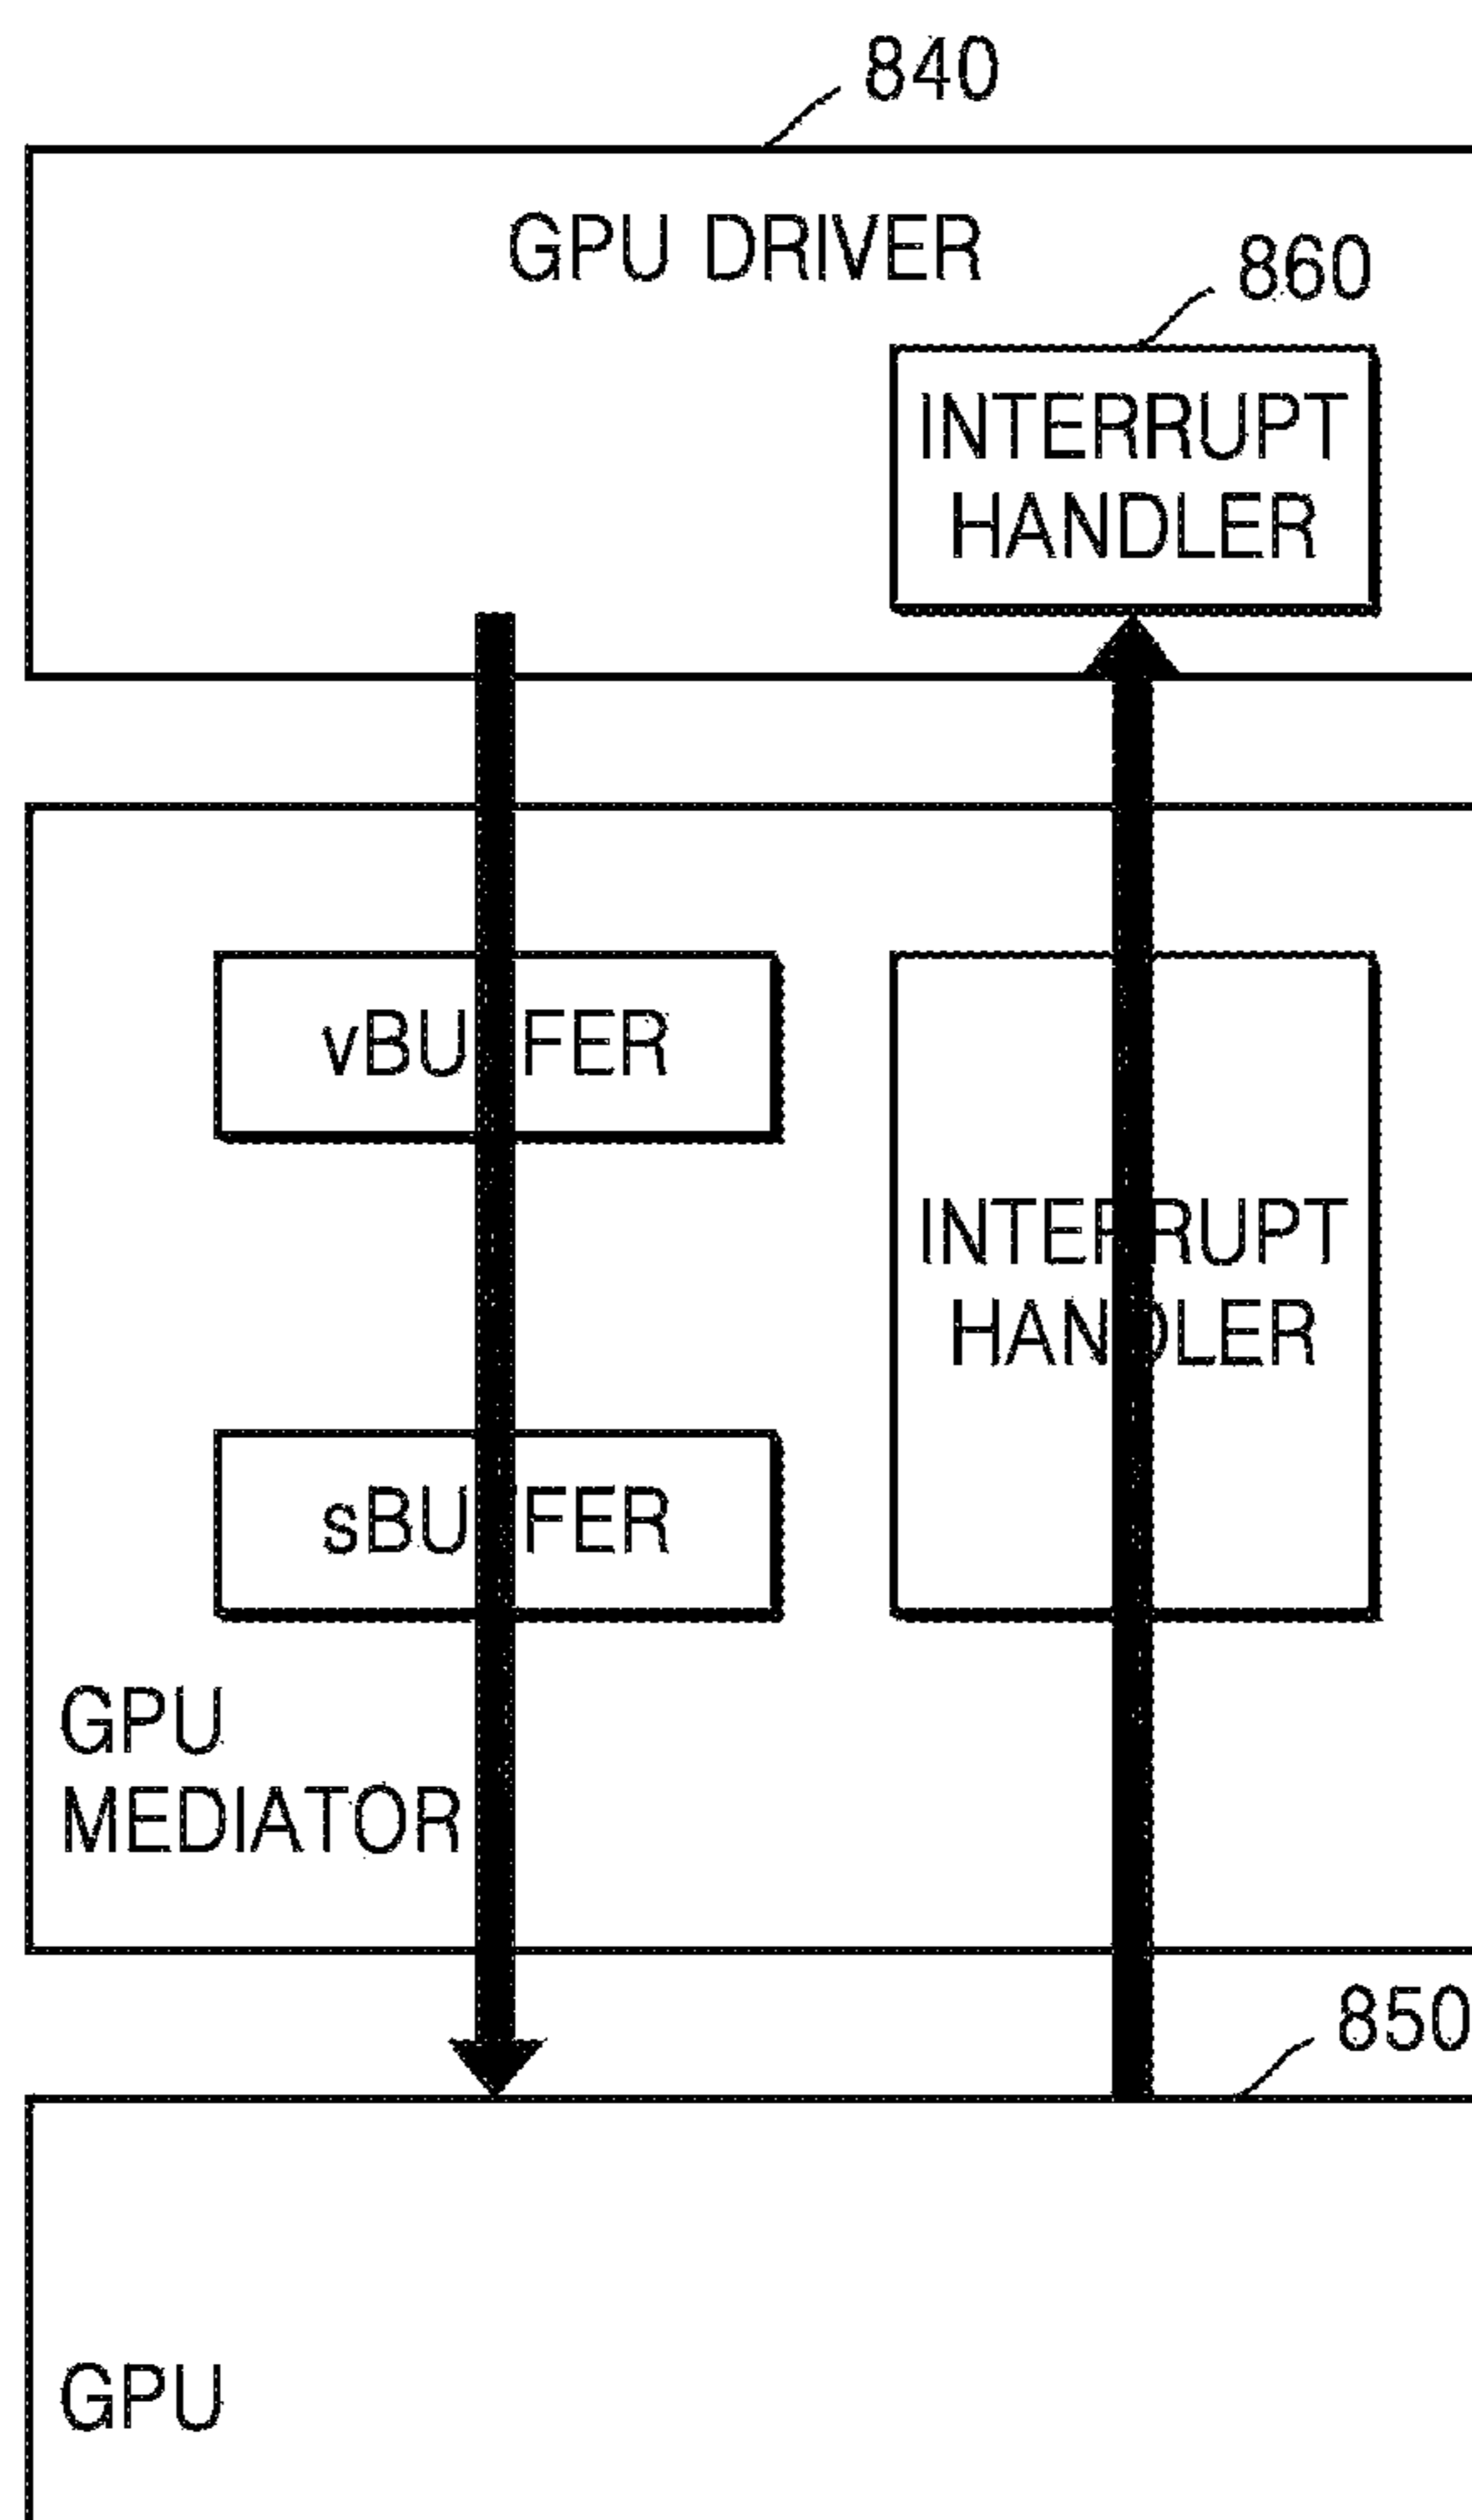 840
GPU DRIVER
860
INTERRUPT
HANDLER
vBUFFER
INTERRUPT
HANDLER
sBUFFER
GPU
MEDIATOR
850
GPU